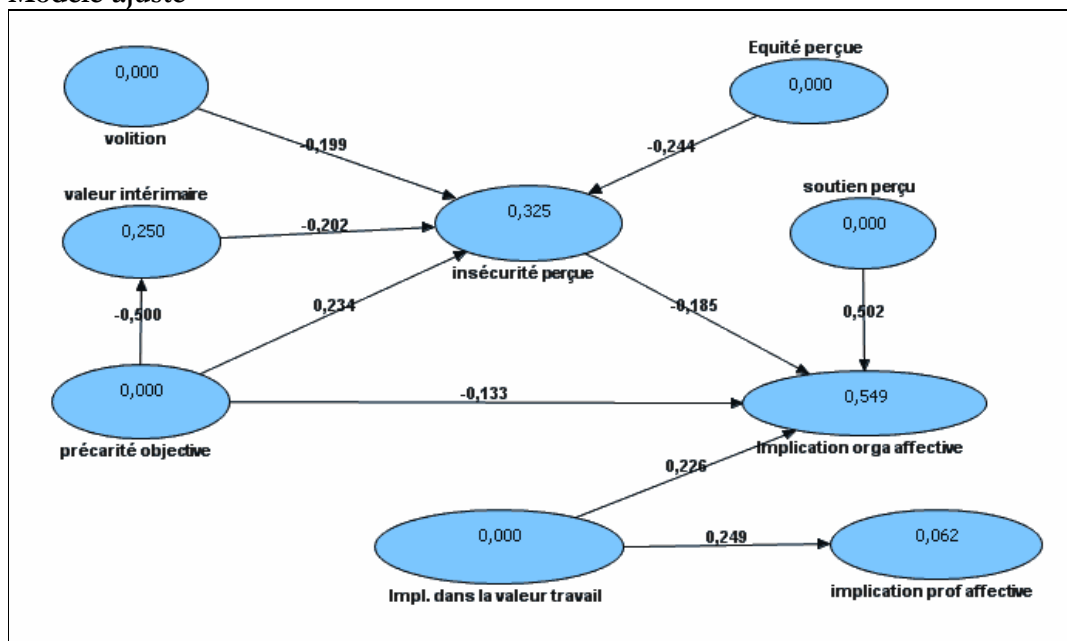 Modèle ajusté
Equité perçue
0,000
0,000
volition
-0,199
-0,244
valeur intérimaire
soutien perçu
0,250
-0,202
0,325
0,000
insécurité perçue
-0,500
0,234
-0,185
0,502
0,000
-0,133
0,549
précarité objective
Implication orga affective
0,226
0,000
0,249
0,062
Impl. dans la valeur travail
implication prof affective